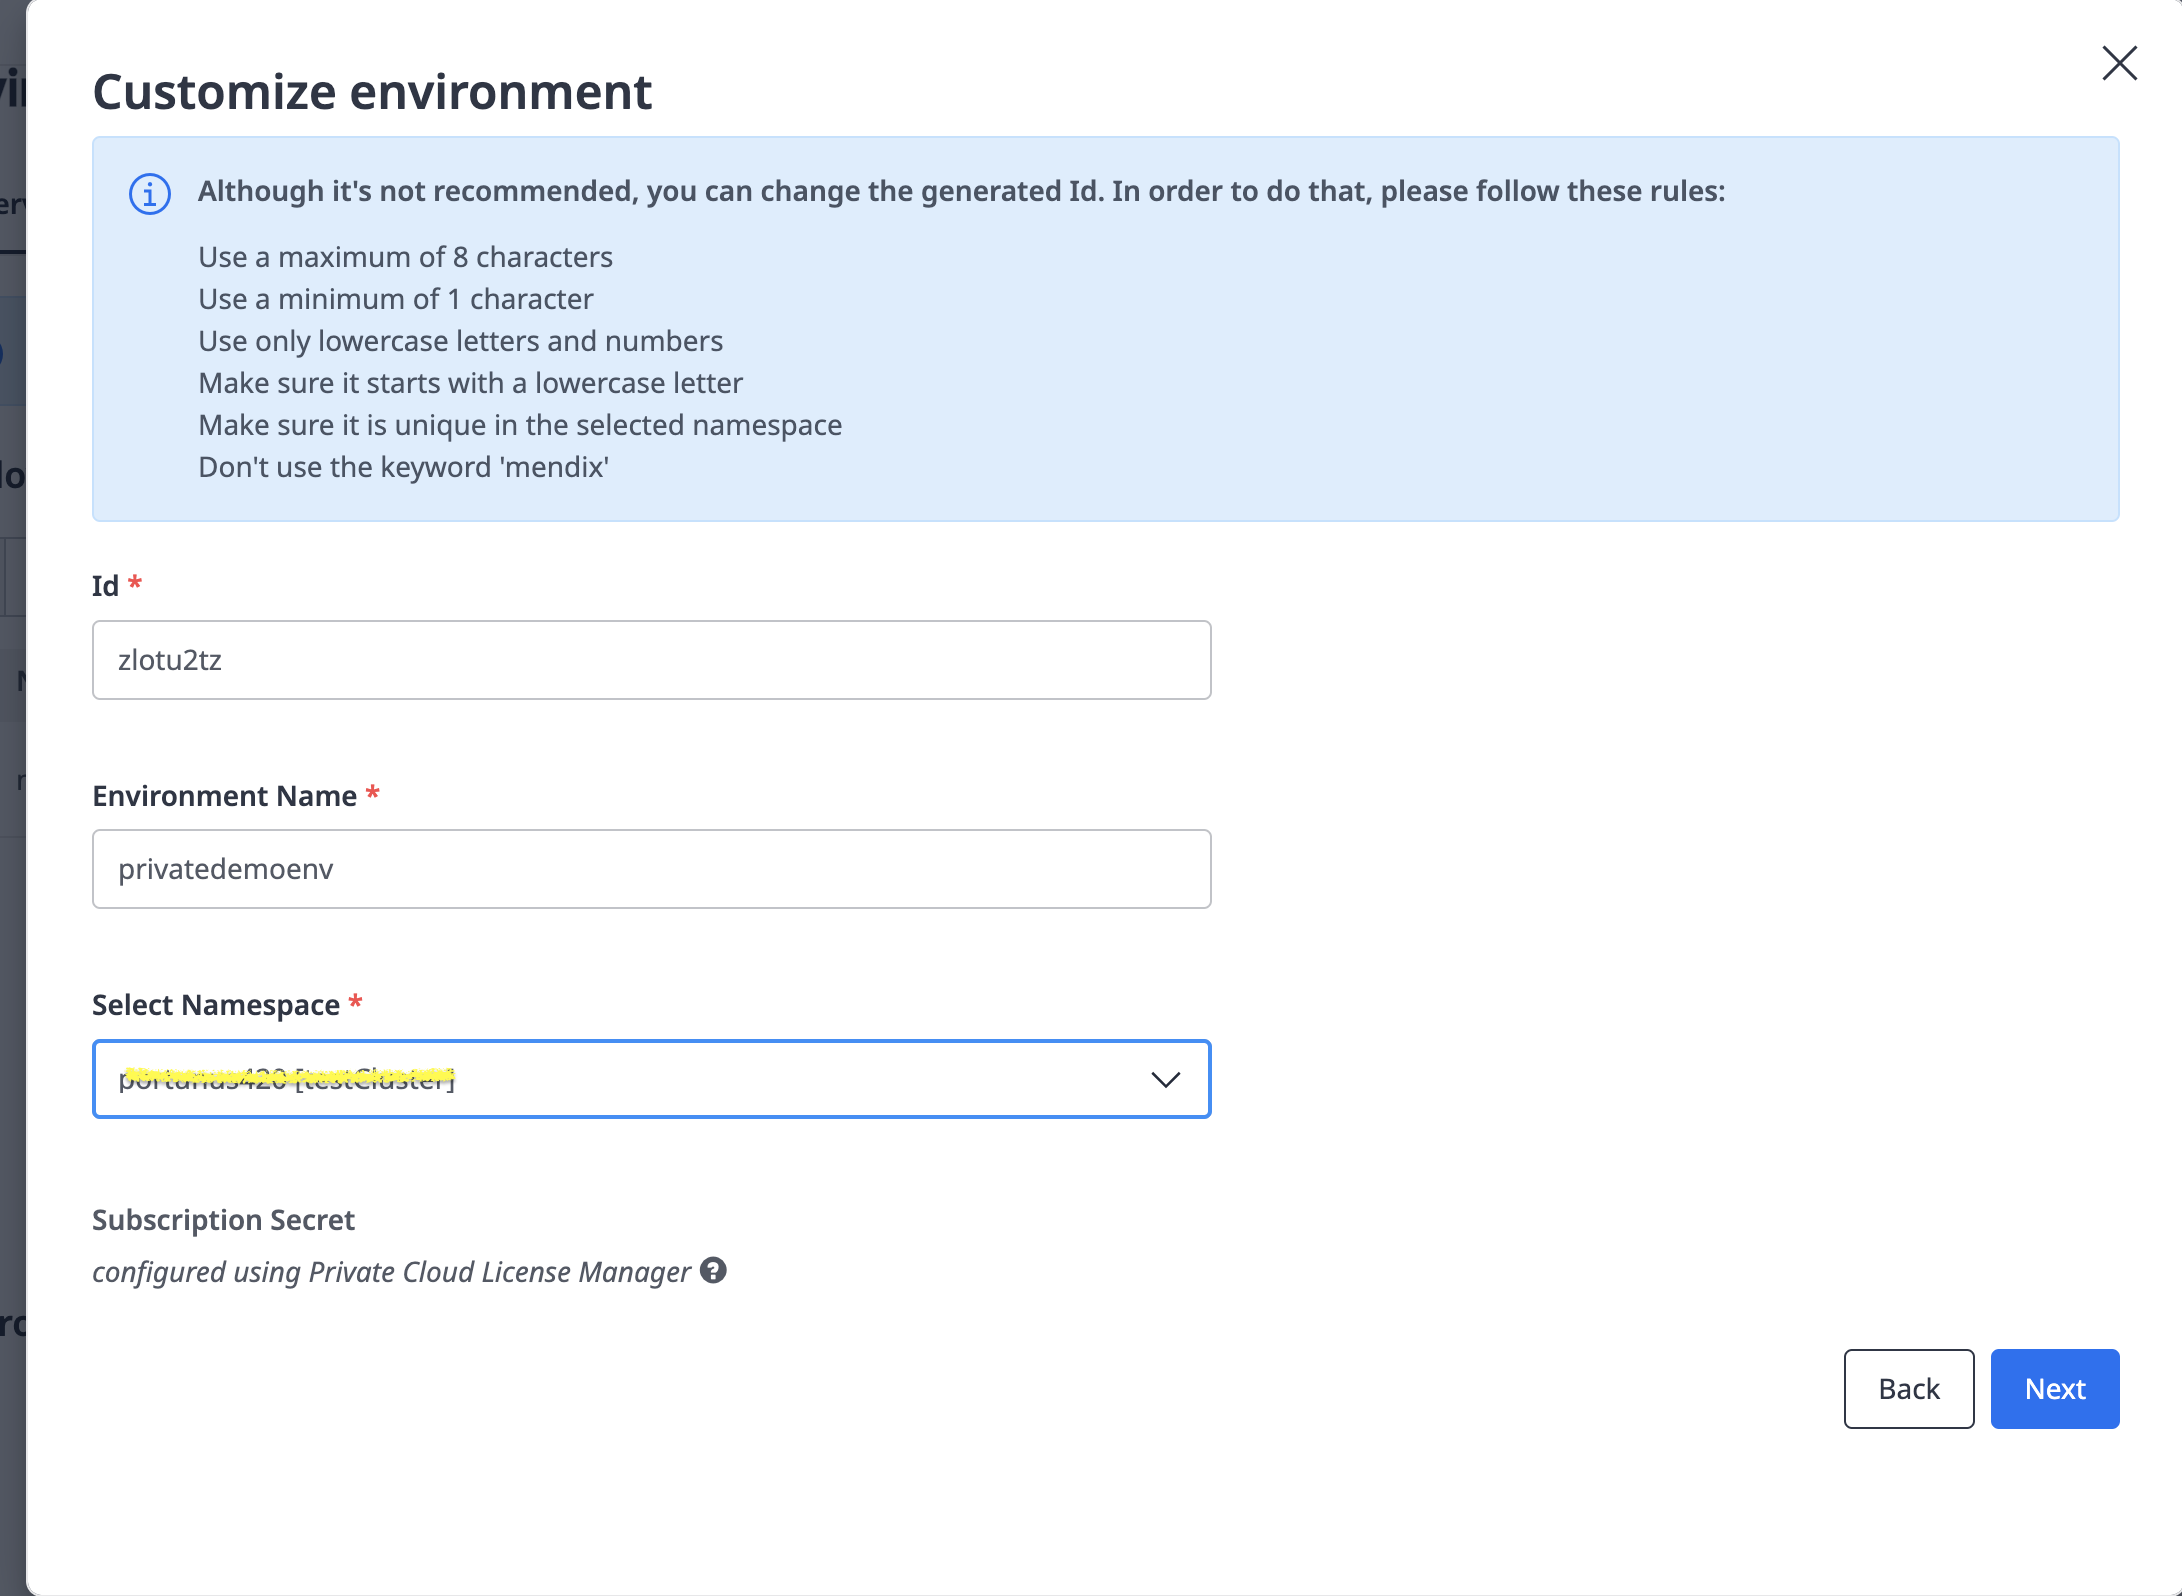 Customize environment
Although it's not recommended, you can change the generated Id. In order to do that, please follow these rules:
Use a maximum of 8 characters
Use a minimum of 1 character
Use only lowercase letters and numbers
Make sure it starts with a lowercase letter
Make sure it is unique in the selected namespace
Don't use the keyword 'mendix'
Id *
zlotu2tz
Environment Name *
privatedemoenv
Select Namespace *
Subscription Secret
configured using Private Cloud License Manager ?
Back
Next